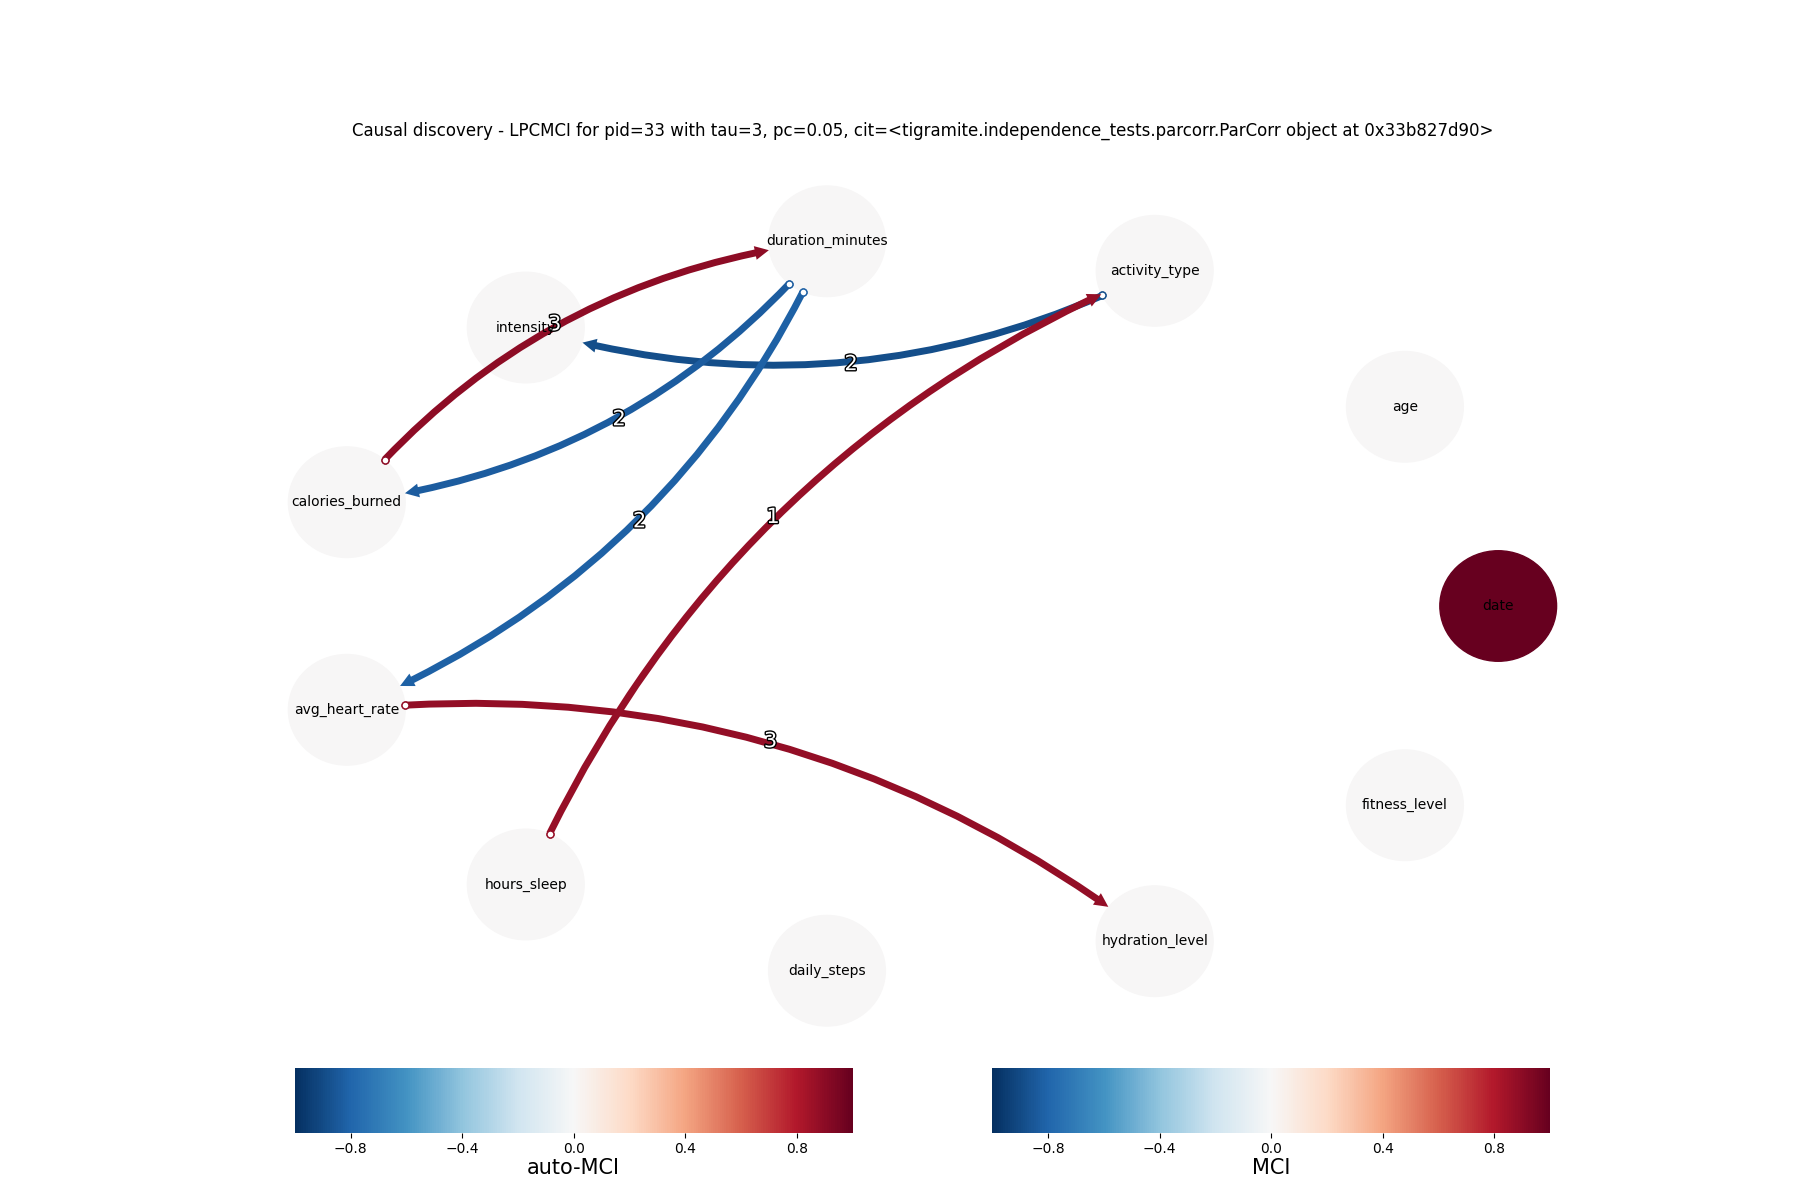 Causal discovery - LPCMCI for pid=33 with tau=3, pc=0.05, cit=<tigramite.independence_tests.parcorr.ParCorr object at 0x33b827d90>
duration_minutes
activity_type
intensity
3
2
age
2
calories_burned
1
2
date
avg_heart_rate
3
fitness_level
hours_sleep
hydration_level
daily_steps
−0.8 −0.4 0.0 0.4 0.8
auto-MCI
−0.8 −0.4 0.0 0.4 0.8
MCI